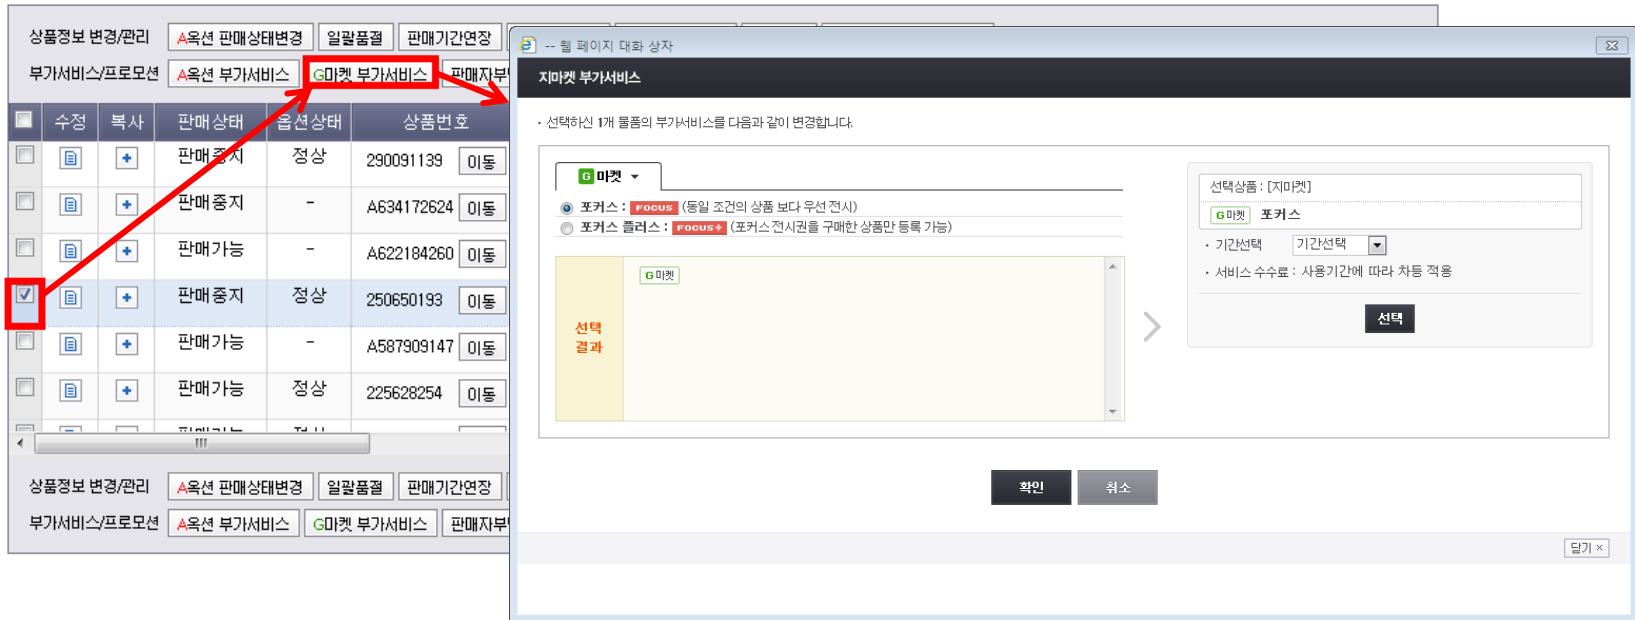 상품정보 변경/관리 A옥션 판매상태변경 일괄품절 판매기간연장
부가서비스/프로모션 A옥션 부가서비스 G마켓 부가서비스 판매자부
수정 복사 판매상태 옵션상태 상품번호
판매중지 정상 290091139 이동
판매중지 - A634172624 이동
판매가능 - A622184260 이동
판매중지 정상 250650193 이동
판매가능 - A587909147 이동
판매가능 정상 225628254 이동
상품정보 변경/관리 A옥션 판매상태변경 일괄품절 판매기간연장
부가서비스/프로모션 A옥션 부가서비스 G마켓 부가서비스 판매자부
-- 웹 페이지 대화 상자
지마켓 부가서비스
· 선택하신 1개 물품의 부가서비스를 다음과 같이 변경합니다.
G 마켓
포커스 : FOCUS (동일 조건의 상품 보다 우선 전시)
포커스 플러스 : FOCUS+ (포커스 전시권을 구매한 상품만 등록 가능)
선택
결과
G 마켓
선택상품 : [지마켓]
G 마켓 포커스
· 기간선택 기간선택
· 서비스 수수료 : 사용기간에 따라 차등 적용
선택
확인 취소
닫기 ×